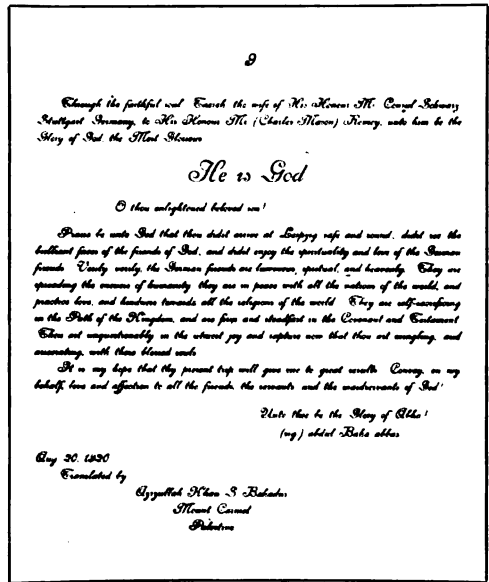 9
Through the faithful soul Farah the wife of His Honour Mr. Consul Schwarz
Stuttgart Germany, to His Honour Mr. (Charles Mason) Remey, unto him be the
Glory of God, the Most Glorious
He is God
O thou enlightened beloved son!
Praise be unto God that thou didst arrive at Leipzig safe and sound, didst see the
brilliant faces of the friends of God, and didst enjoy the spirituality and love of the German
friends. Verily verily, the German friends are luminous, spiritual, and heavenly. They are
spreading the oneness of humanity, they are in peace with all the nations of the world, and
practice love, and kindness towards all the religions of the world. They are self-sacrificing
in the Path of the Kingdom, and are firm and steadfast in the Covenant and Testament.
Thou art unquestionably in the utmost joy and rapture now that thou art mingling, and
associating, with these blessed souls.
It is my hope that thy present trip will give rise to great results. Convey, on my
behalf, love and affection to all the friends, the servants and the maidservants of God!
Unto thee be the Glory of Abha!
(sig.) abdul Baha abbas
Aug 20. 1920
Translated by
Azizullah Khan S. Bahadur
Mount Carmel
Palestine